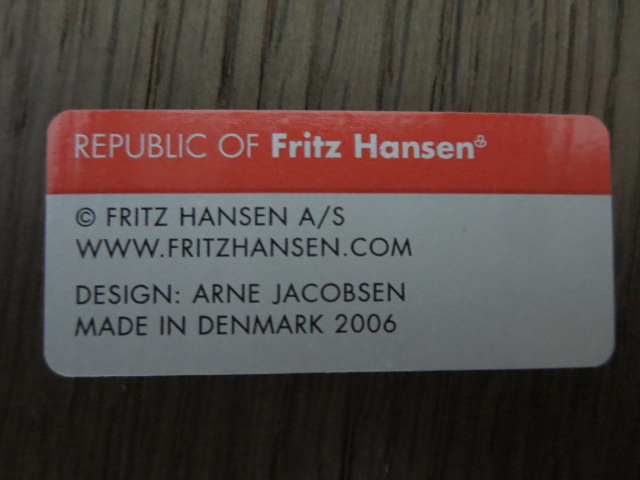 REPUBLIC OF Fritz Hansen
© FRITZ HANSEN A/S
WWW.FRITZHANSEN.COM
DESIGN: ARNE JACOBSEN
MADE IN DENMARK 2006